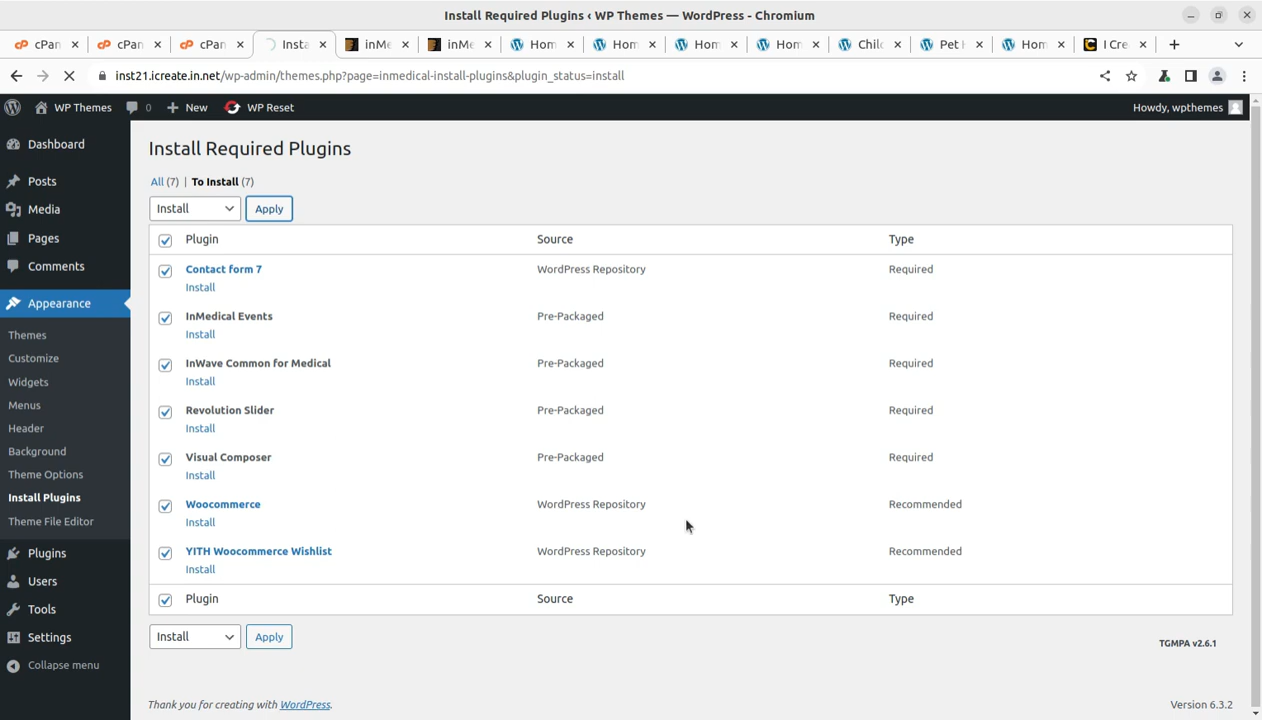 Install Required Plugins ‹ WP Themes — WordPress - Chromium
cPan
cPan
cPan
Insta
inMe
inMe
Hom
Hom
Hom
Hom
Chilc
Pet H
Hom
I Cre
inst21.icreate.in.net/wp-admin/themes.php?page=inmedical-install-plugins&plugin_status=install
WP Themes
0
New
WP Reset
Howdy, wpthemes
Dashboard
Posts
Media
Pages
Comments
Appearance
Themes
Customize
Widgets
Menus
Header
Background
Theme Options
Install Plugins
Theme File Editor
Plugins
Users
Tools
Settings
Collapse menu
Install Required Plugins
All (7) | To Install (7)
Install Apply
Plugin Source Type
Contact form 7 WordPress Repository Required
Install
InMedical Events Pre-Packaged Required
Install
InWave Common for Medical Pre-Packaged Required
Install
Revolution Slider Pre-Packaged Required
Install
Visual Composer Pre-Packaged Required
Install
Woocommerce WordPress Repository Recommended
Install
YITH Woocommerce Wishlist WordPress Repository Recommended
Install
Plugin Source Type
Install Apply
TGMPA v2.6.1
Thank you for creating with WordPress.
Version 6.3.2